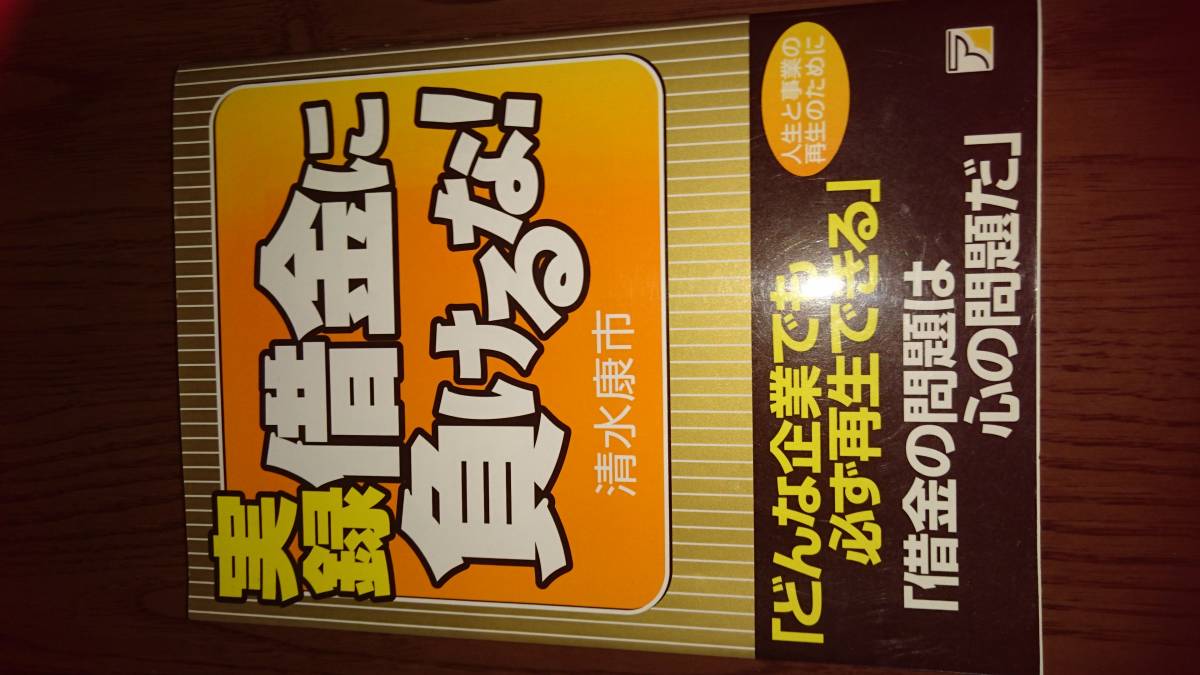 実録
借金に
負けるな!
清水康市
人生と事業の
再生のために
「どんな企業でも
必ず再生できる」
「借金の問題は
心の問題だ」
ア